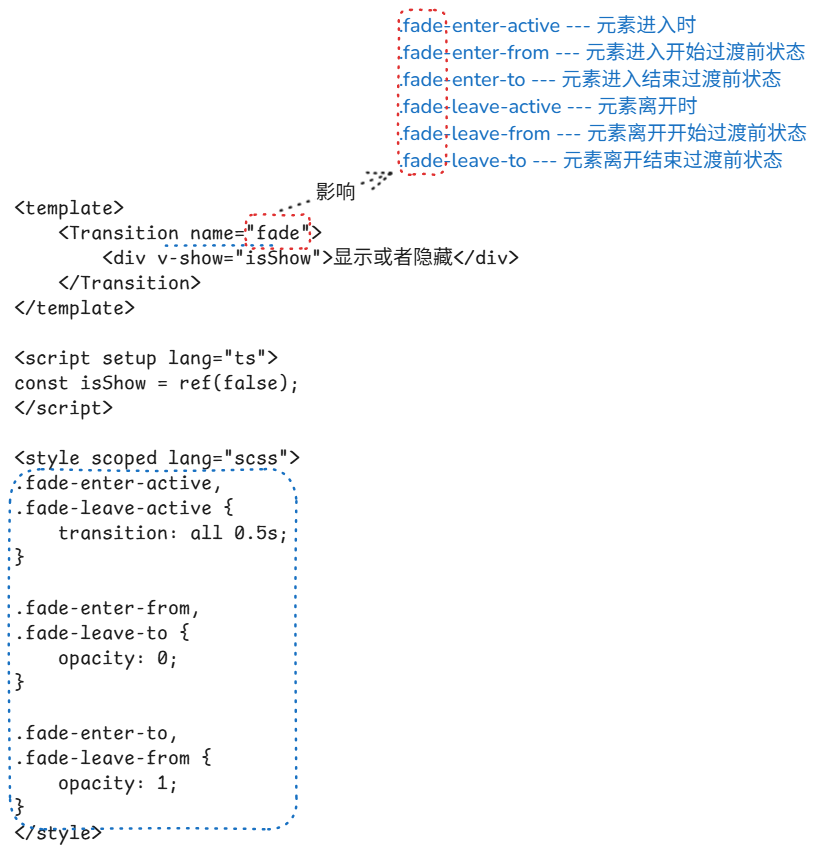 .fade-enter-active --- 元素进入时
.fade-enter-from --- 元素进入开始过渡前状态
.fade-enter-to --- 元素进入结束过渡前状态
.fade-leave-active --- 元素离开时
.fade-leave-from --- 元素离开开始过渡前状态
.fade-leave-to --- 元素离开结束过渡前状态
影响
<template>
    <Transition name="fade">
        <div v-show="isShow">显示或者隐藏</div>
    </Transition>
</template>

<script setup lang="ts">
const isShow = ref(false);
</script>

<style scoped lang="scss">
.fade-enter-active,
.fade-leave-active {
    transition: all 0.5s;
}

.fade-enter-from,
.fade-leave-to {
    opacity: 0;
}

.fade-enter-to,
.fade-leave-from {
    opacity: 1;
}
</style>